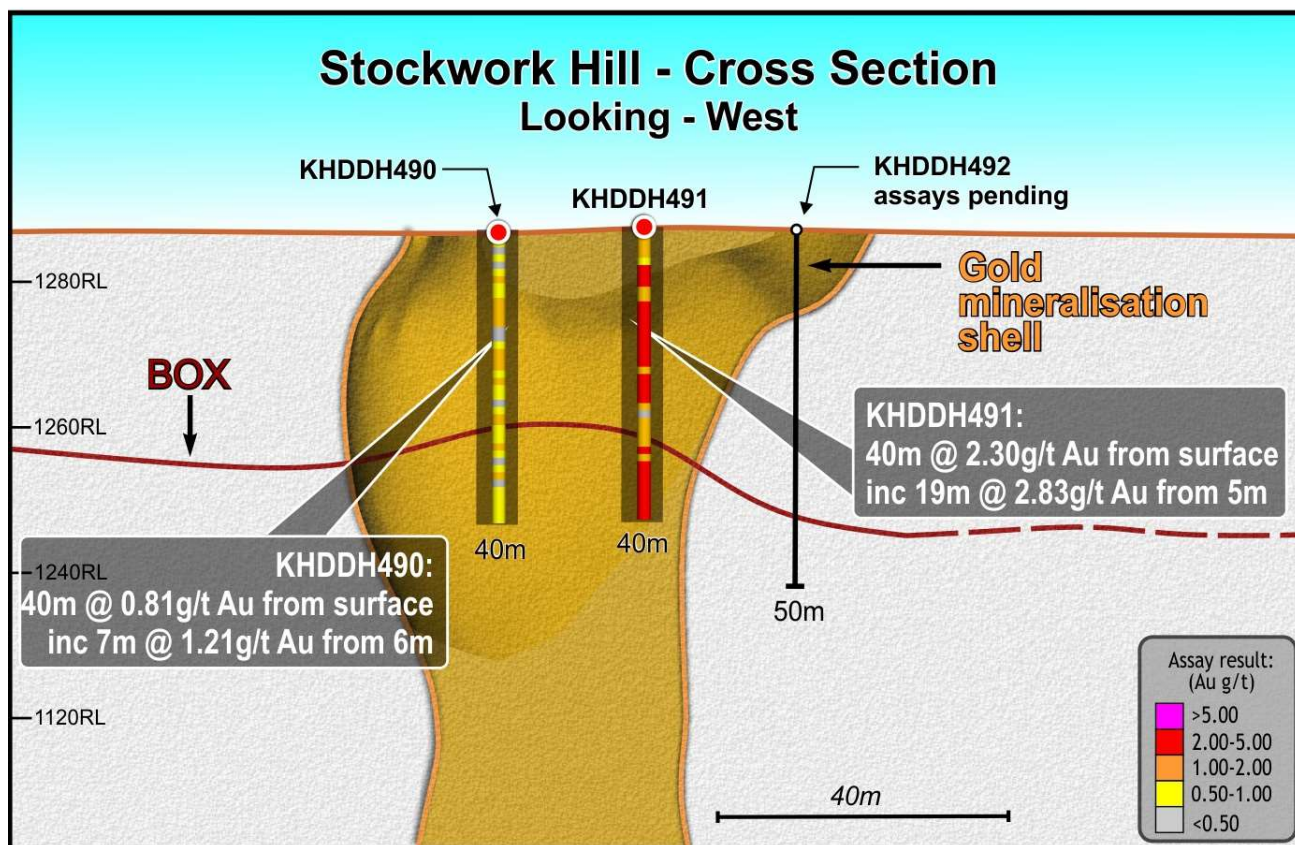 Stockwork Hill - Cross Section
Looking - West
KHDDH490
KHDDH491
KHDDH492
assays pending
1280RL
Gold
mineralisation
shell
BOX
1260RL
KHDDH491:
40m @ 2.30g/t Au from surface
inc 19m @ 2.83g/t Au from 5m
40m
40m
1240RL
KHDDH490:
40m @ 0.81g/t Au from surface
inc 7m @ 1.21g/t Au from 6m
50m
1120RL
40m
Assay result:
(Au g/t)
>5.00
2.00-5.00
1.00-2.00
0.50-1.00
<0.50